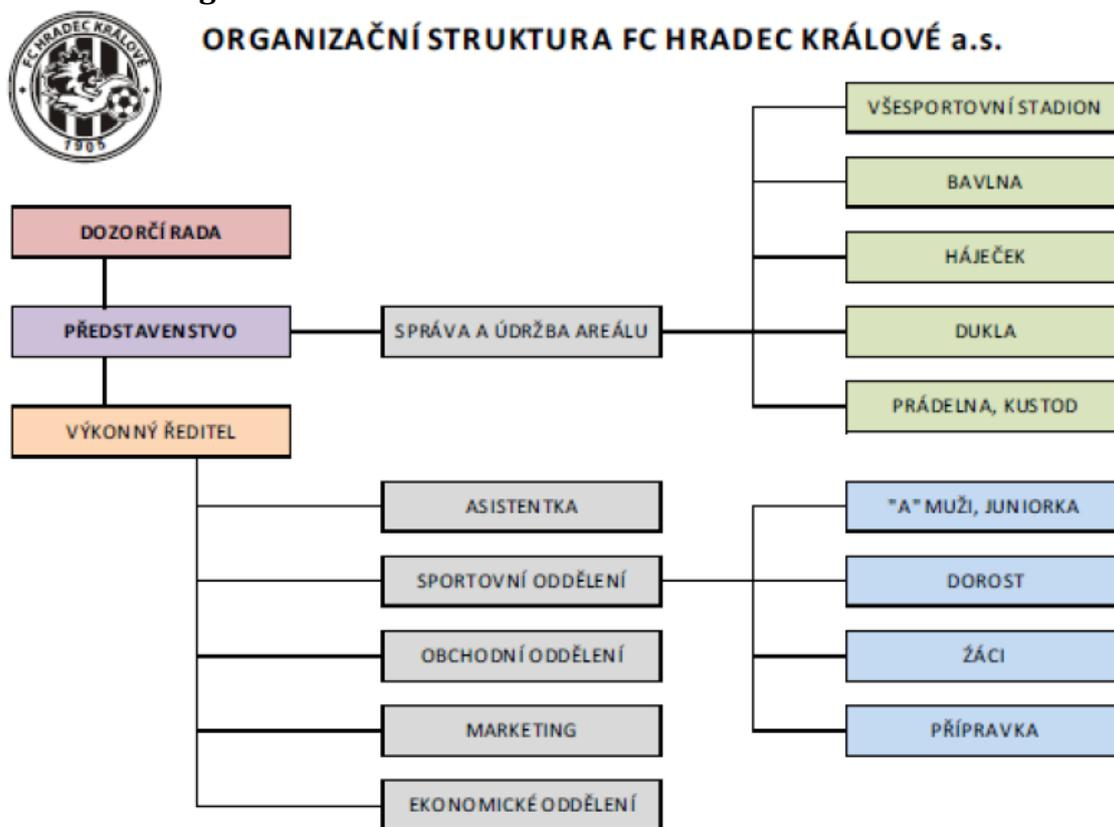 FC HRADEC KRÁLOVÉ
1905
ORGANIZAČNÍ STRUKTURA FC HRADEC KRÁLOVÉ a.s.
DOZORČÍ RADA
PŘEDSTAVENSTVO
VÝKONNÝ ŘEDITEL
SPRÁVA A ÚDRŽBA AREÁLU
VŠESPORTOVNÍ STADION
BAVLNA
HÁJEČEK
DUKLA
PRÁDELNA, KUSTOD
ASISTENTKA
SPORTOVNÍ ODDĚLENÍ
OBCHODNÍ ODDĚLENÍ
MARKETING
EKONOMICKÉ ODDĚLENÍ
"A" MUŽI, JUNIORKA
DOROST
ŽÁCI
PŘÍPRAVKA